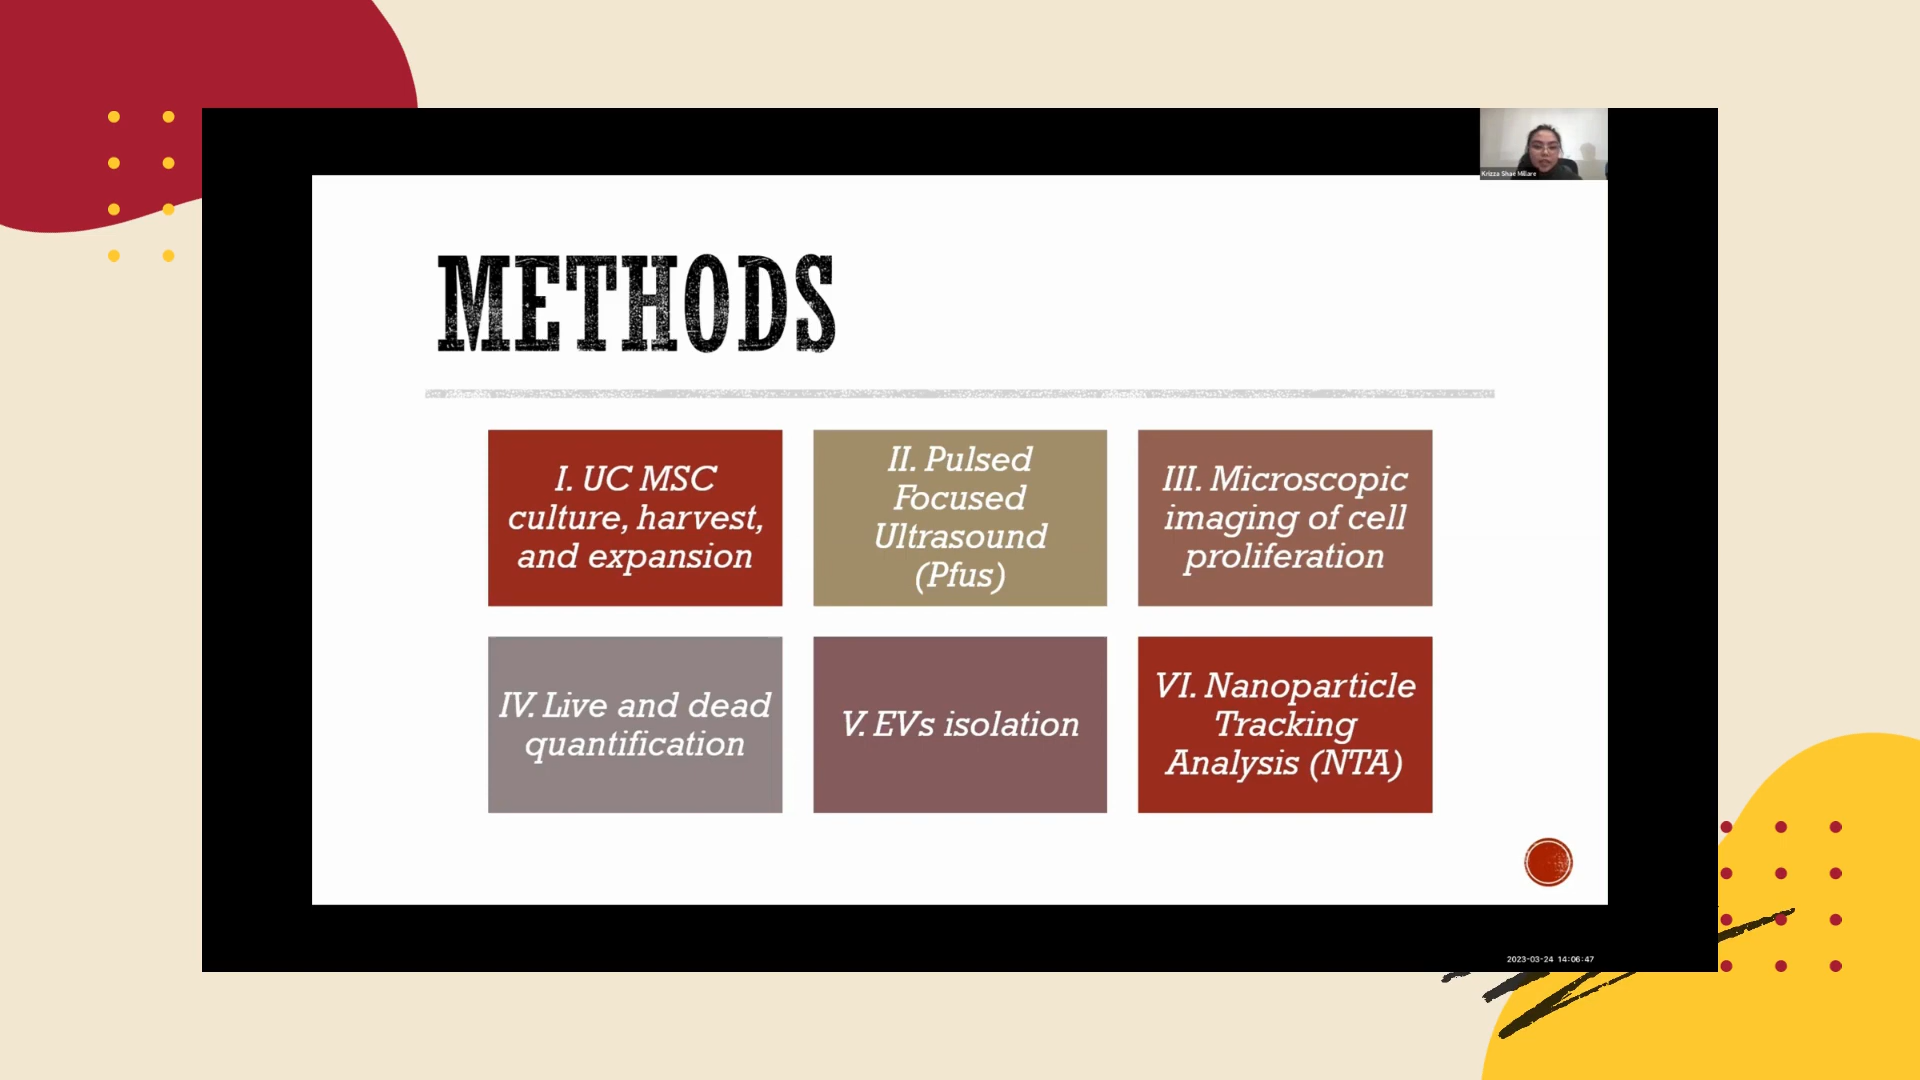 Krizza Shae Millare
METHODS
I. UC MSC
culture, harvest,
and expansion
II. Pulsed
Focused
Ultrasound
(Pfus)
III. Microscopic
imaging of cell
proliferation
IV. Live and dead
quantification
V. EVs isolation
VI. Nanoparticle
Tracking
Analysis (NTA)
2023-03-24 14:06:47